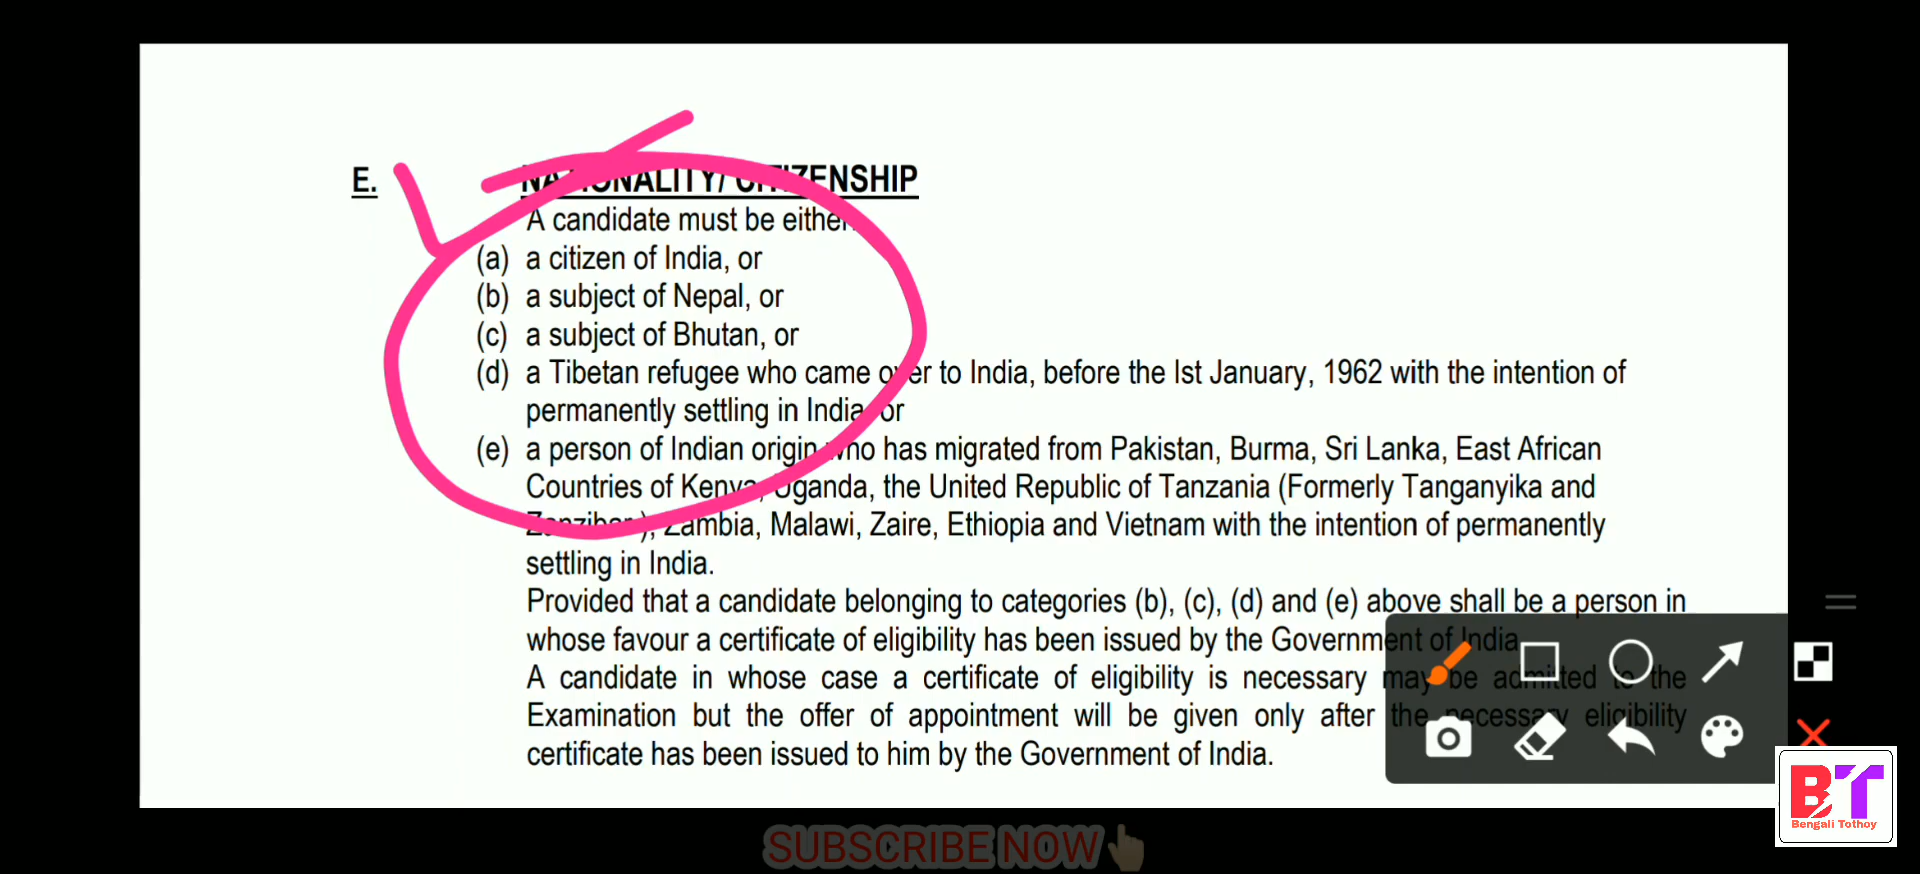 E. NATIONALITY/ CITIZENSHIP
A candidate must be either
(a) a citizen of India, or
(b) a subject of Nepal, or
(c) a subject of Bhutan, or
(d) a Tibetan refugee who came over to India, before the Ist January, 1962 with the intention of
permanently settling in India, or
(e) a person of Indian origin who has migrated from Pakistan, Burma, Sri Lanka, East African
Countries of Kenya, Uganda, the United Republic of Tanzania (Formerly Tanganyika and
Zanzibar), Zambia, Malawi, Zaire, Ethiopia and Vietnam with the intention of permanently
settling in India.
Provided that a candidate belonging to categories (b), (c), (d) and (e) above shall be a person in
whose favour a certificate of eligibility has been issued by the Government of India
A candidate in whose case a certificate of eligibility is necessary may be admitted to the
Examination but the offer of appointment will be given only after the necessary eligibility
certificate has been issued to him by the Government of India.
BT
Bengali Tothoy
SUBSCRIBE NOW